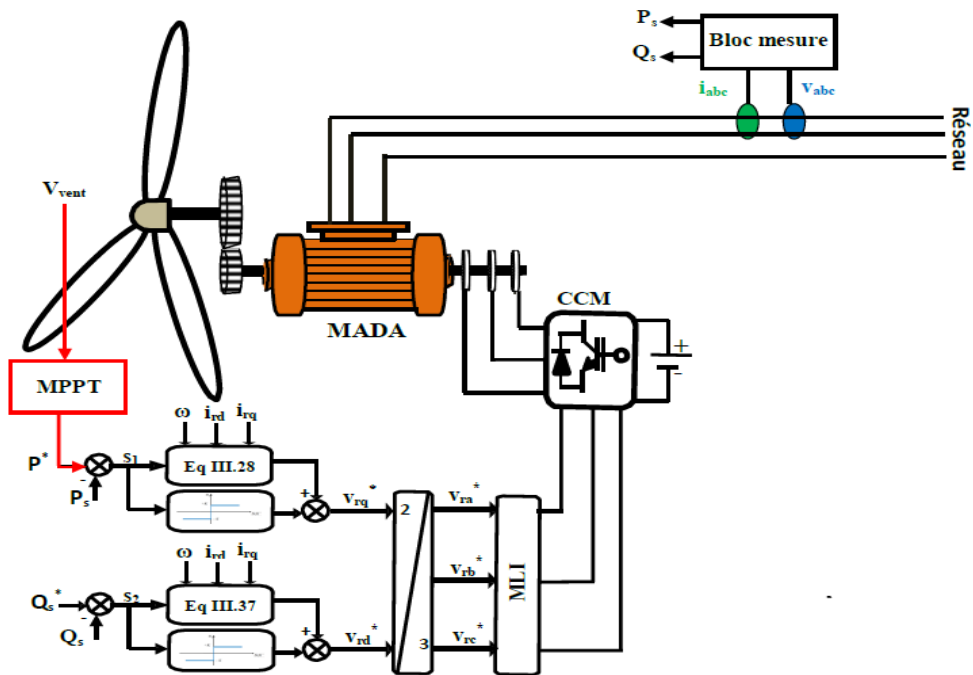 Ps
Bloc mesure
Qs
iabc
vabc
Réseau
Vvent
MADA
CCM
+
-
MPPT
ω ird irq
P*
S1
Eq III.28
-
Ps
+
vrq*
2
vra*
MLI
vrb*
ω ird irq
Qs*
S2
Eq III.37
-
Qs
+
vrd*
3
vrc*